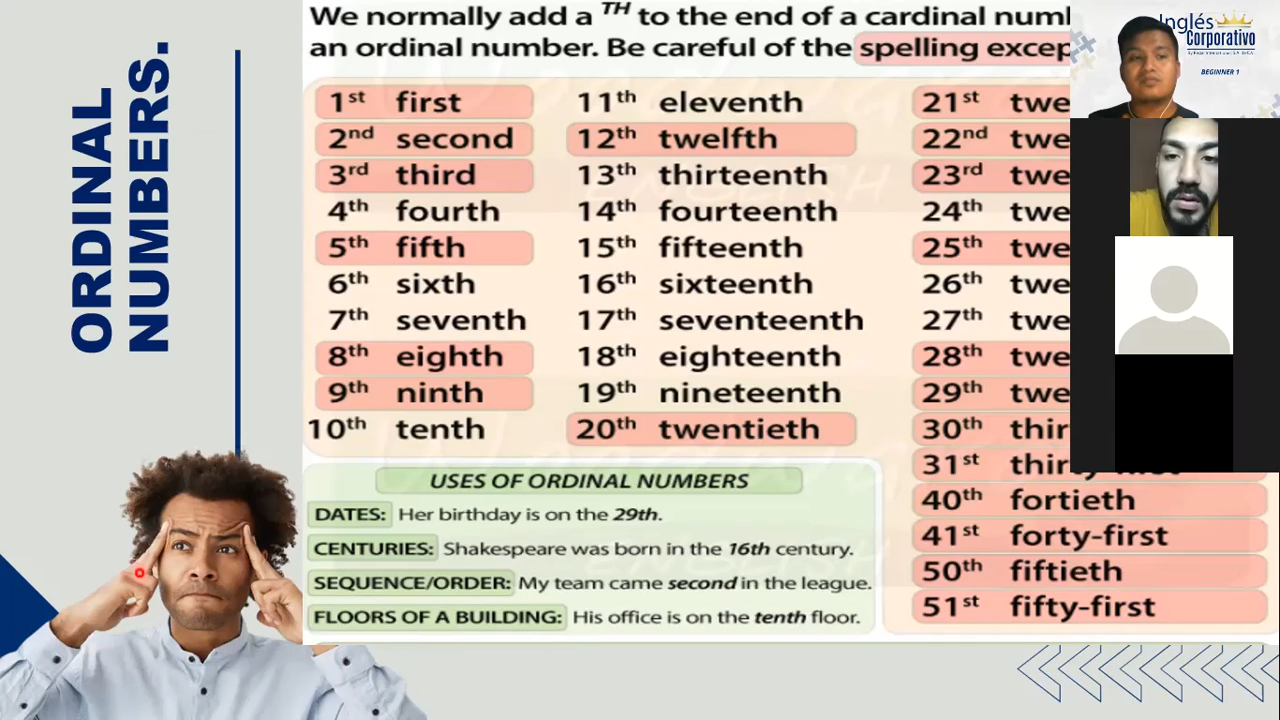 ORDINAL
NUMBERS.
We normally add a TH to the end of a cardinal
an ordinal number. Be careful of the spelling
1st first
2nd second
3rd third
4th fourth
5th fifth
6th sixth
7th seventh
8th eighth
9th ninth
10th tenth
11th eleventh
12th twelfth
13th thirteenth
14th fourteenth
15th fifteenth
16th sixteenth
17th seventeenth
18th eighteenth
19th nineteenth
20th twentieth
21st
22nd
23rd
24th
25th
26th
27th
28th
29th
30th
31st thirty-first
40th fortieth
41st forty-first
50th fiftieth
51st fifty-first
USES OF ORDINAL NUMBERS
DATES: Her birthday is on the 29th.
CENTURIES: Shakespeare was born in the 16th century.
SEQUENCE/ORDER: My team came second in the league.
FLOORS OF A BUILDING: His office is on the tenth floor.
Inglés
Corporativo
BEGINNER 1